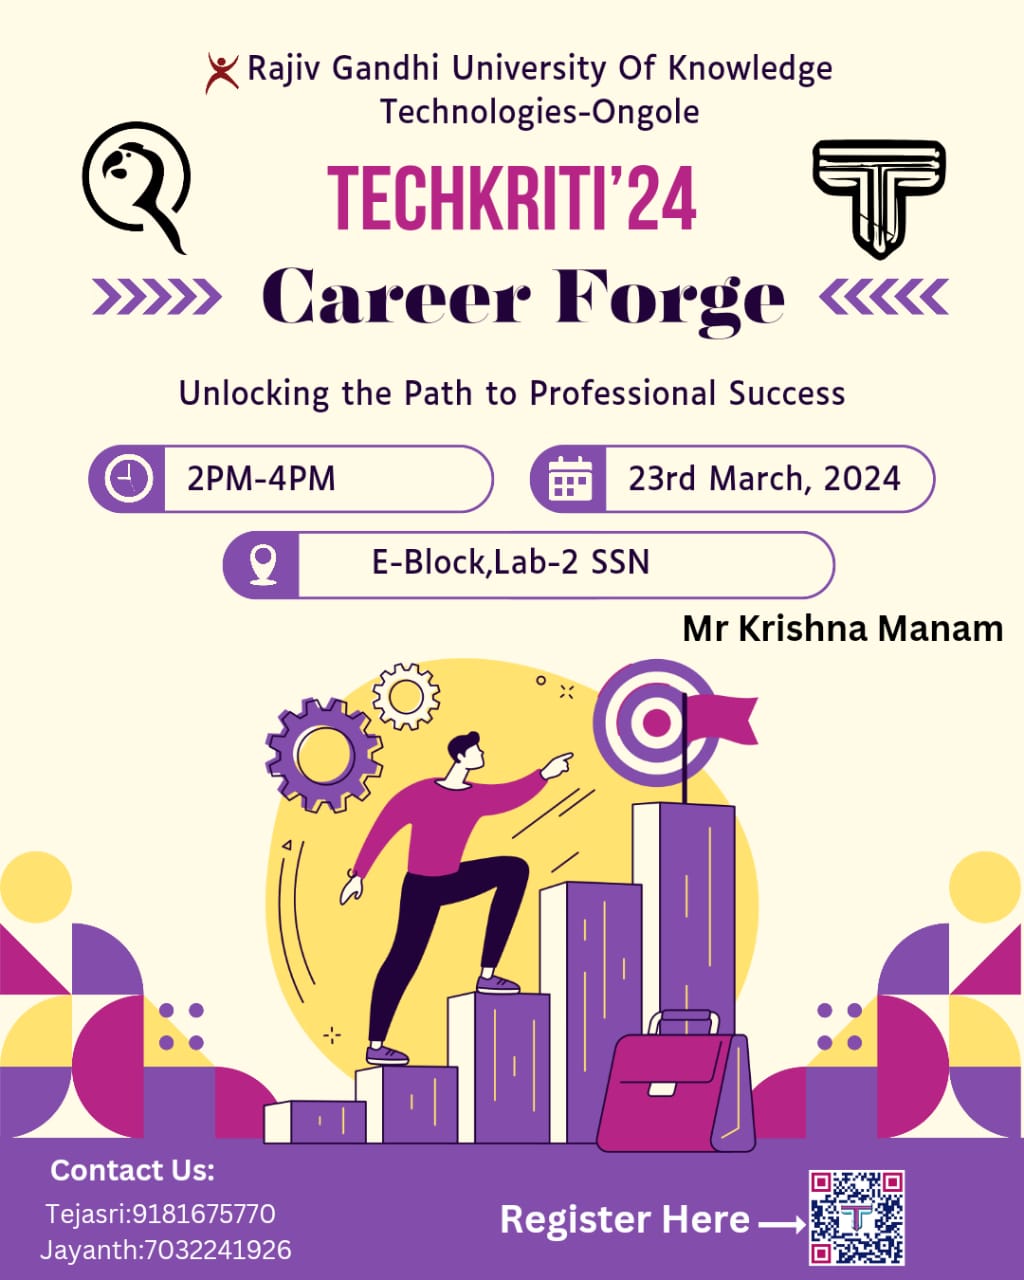 Rajiv Gandhi University Of Knowledge
Technologies-Ongole
TECHKRITI'24
Career Forge
Unlocking the Path to Professional Success
2PM-4PM
23rd March, 2024
E-Block,Lab-2 SSN
Mr Krishna Manam
Contact Us:
Tejasri:9181675770
Jayanth:7032241926
Register Here